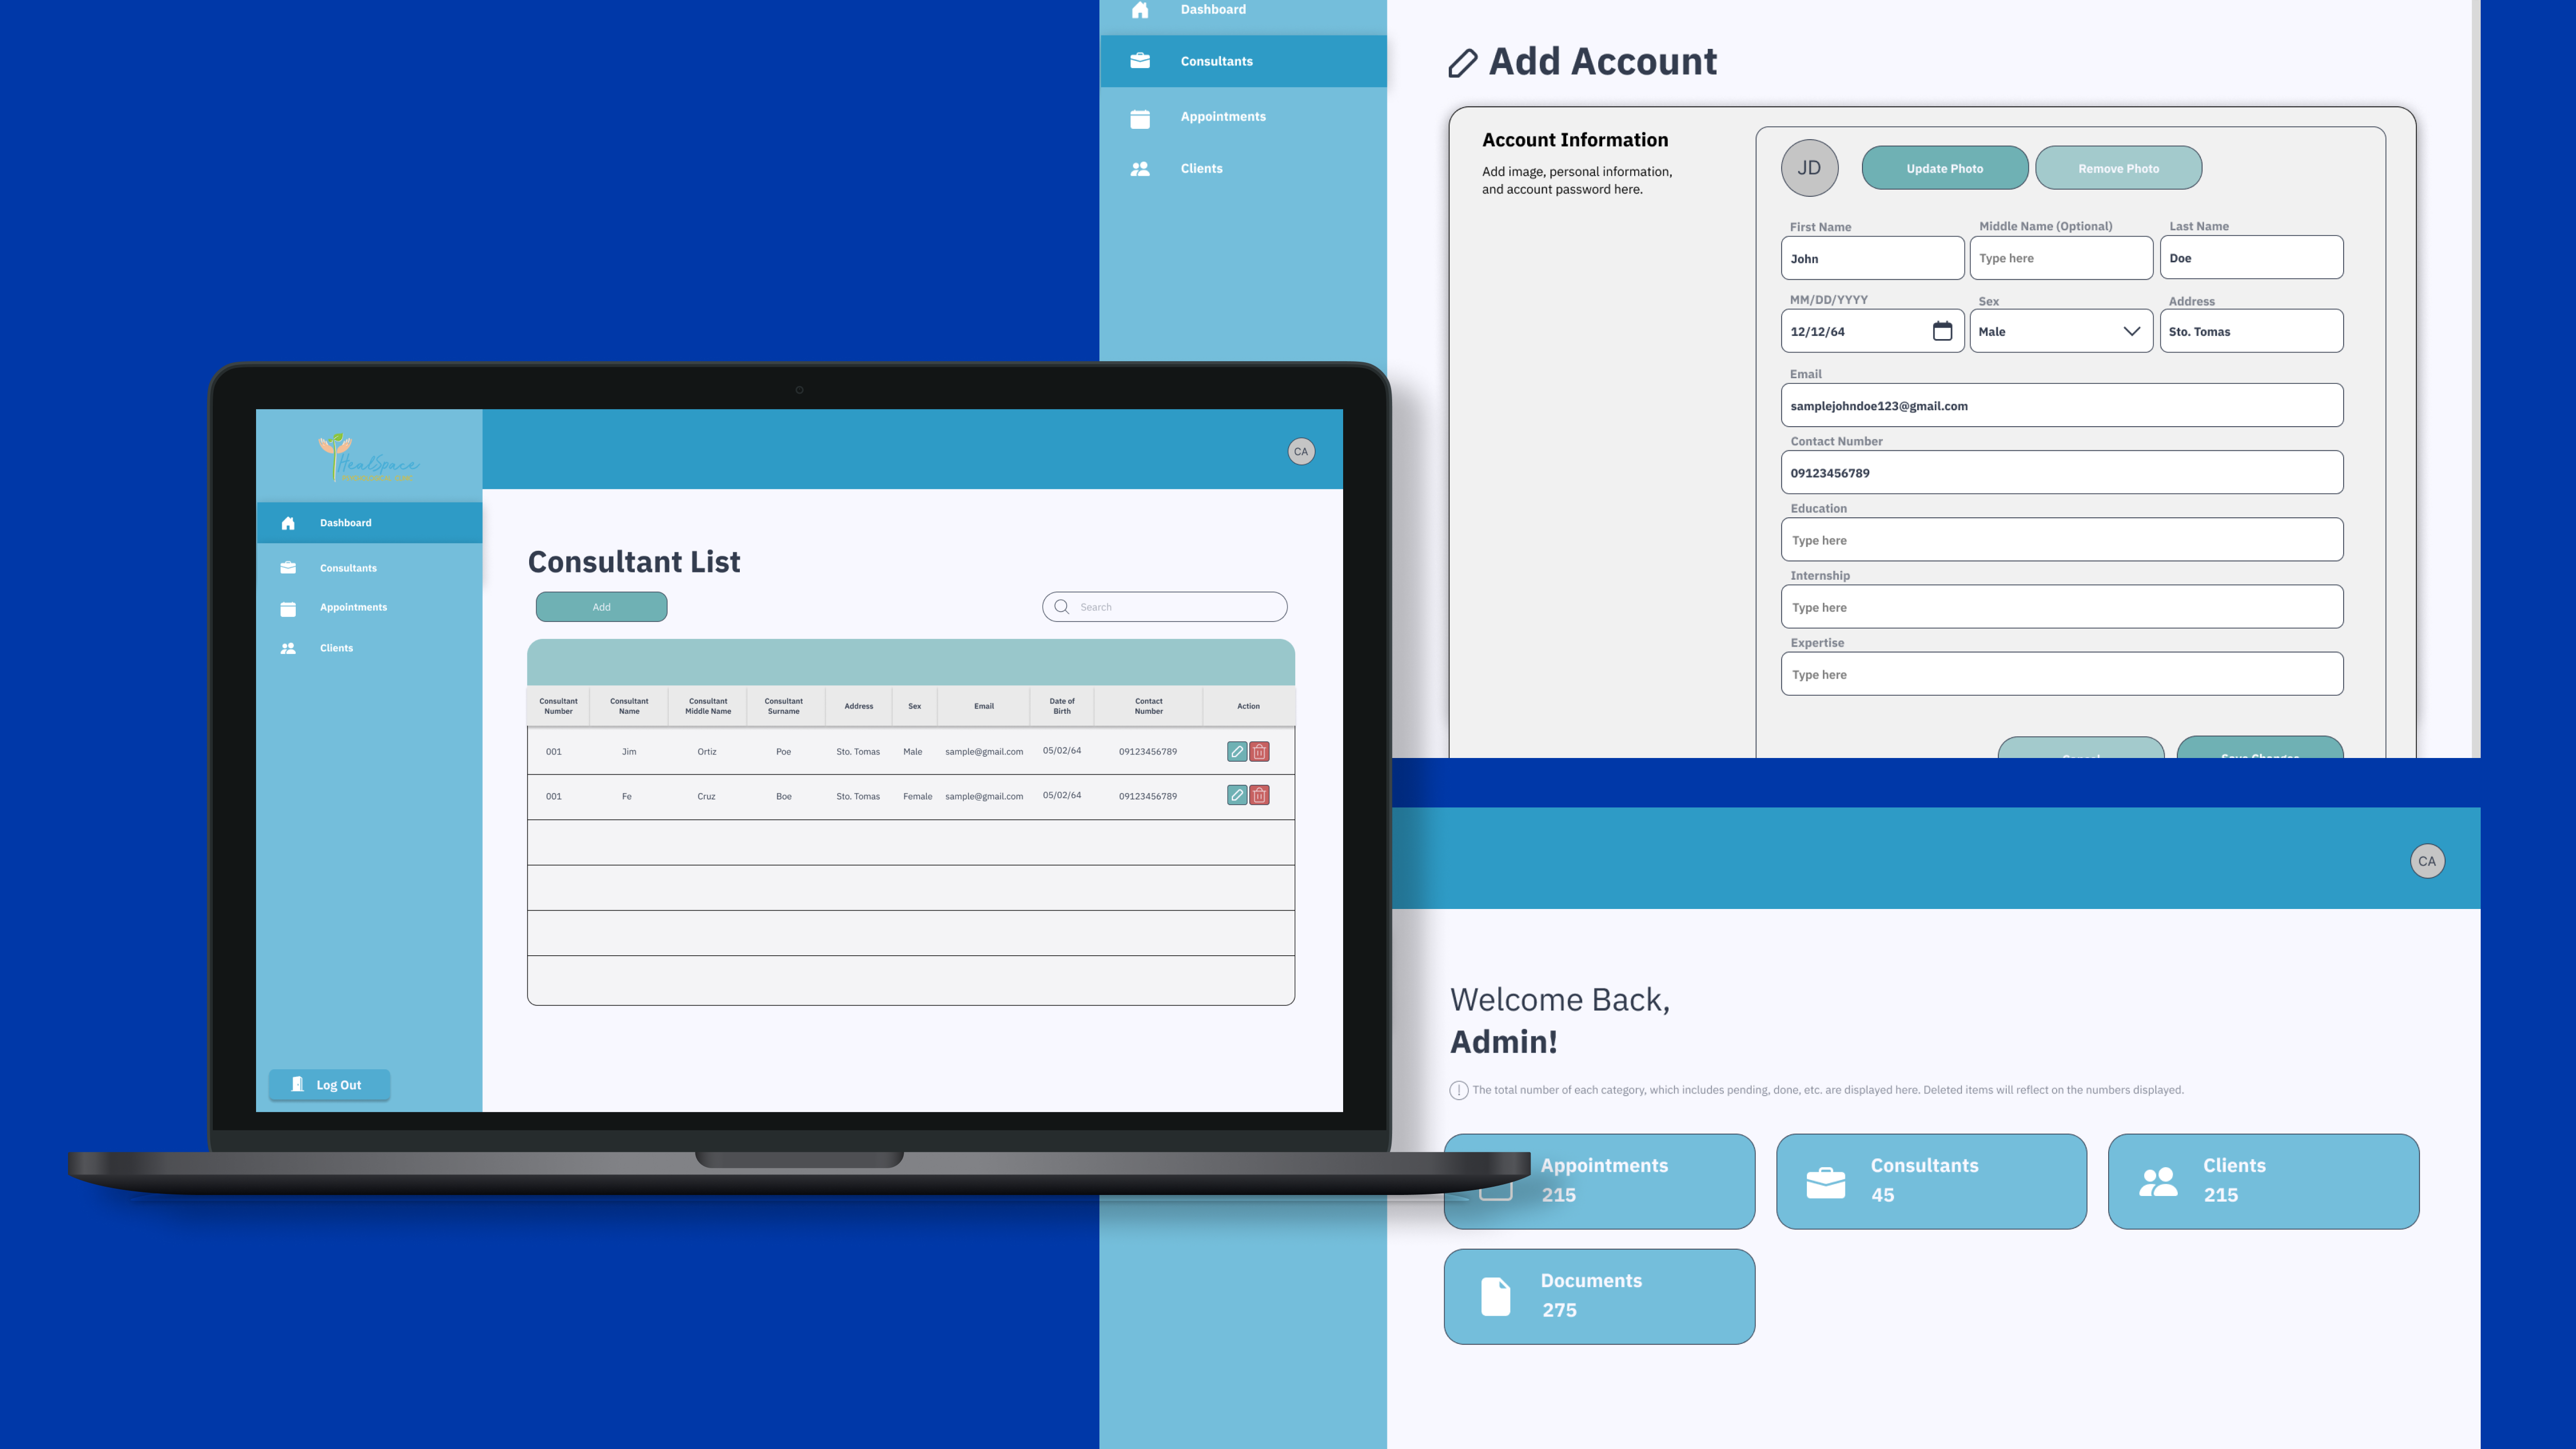 Dashboard
Consultants
Appointments
Clients
Add Account
Account Information
Add image, personal information,
and account password here.
JD
Update Photo
Remove Photo
First Name
Middle Name (Optional)
Last Name
John
Type here
Doe
MM/DD/YYYY
Sex
Address
12/12/64
Male
Sto. Tomas
Email
samplejohndoe123@gmail.com
Contact Number
09123456789
Education
Type here
Internship
Type here
Expertise
Type here
Cancel
Save Changes
HealSpace
CA
Dashboard
Consultants
Appointments
Clients
Log Out
Consultant List
Add
Search
Consultant Number
Consultant Name
Consultant Middle Name
Consultant Surname
Address
Sex
Email
Date of Birth
Contact Number
Action
001 Jim Ortiz Poe Sto. Tomas Male sample@gmail.com 05/02/64 09123456789
001 Fe Cruz Boe Sto. Tomas Female sample@gmail.com 05/02/64 09123456789
CA
Welcome Back,
Admin!
The total number of each category, which includes pending, done, etc. are displayed here. Deleted items will reflect on the numbers displayed.
Appointments
215
Consultants
45
Clients
215
Documents
275